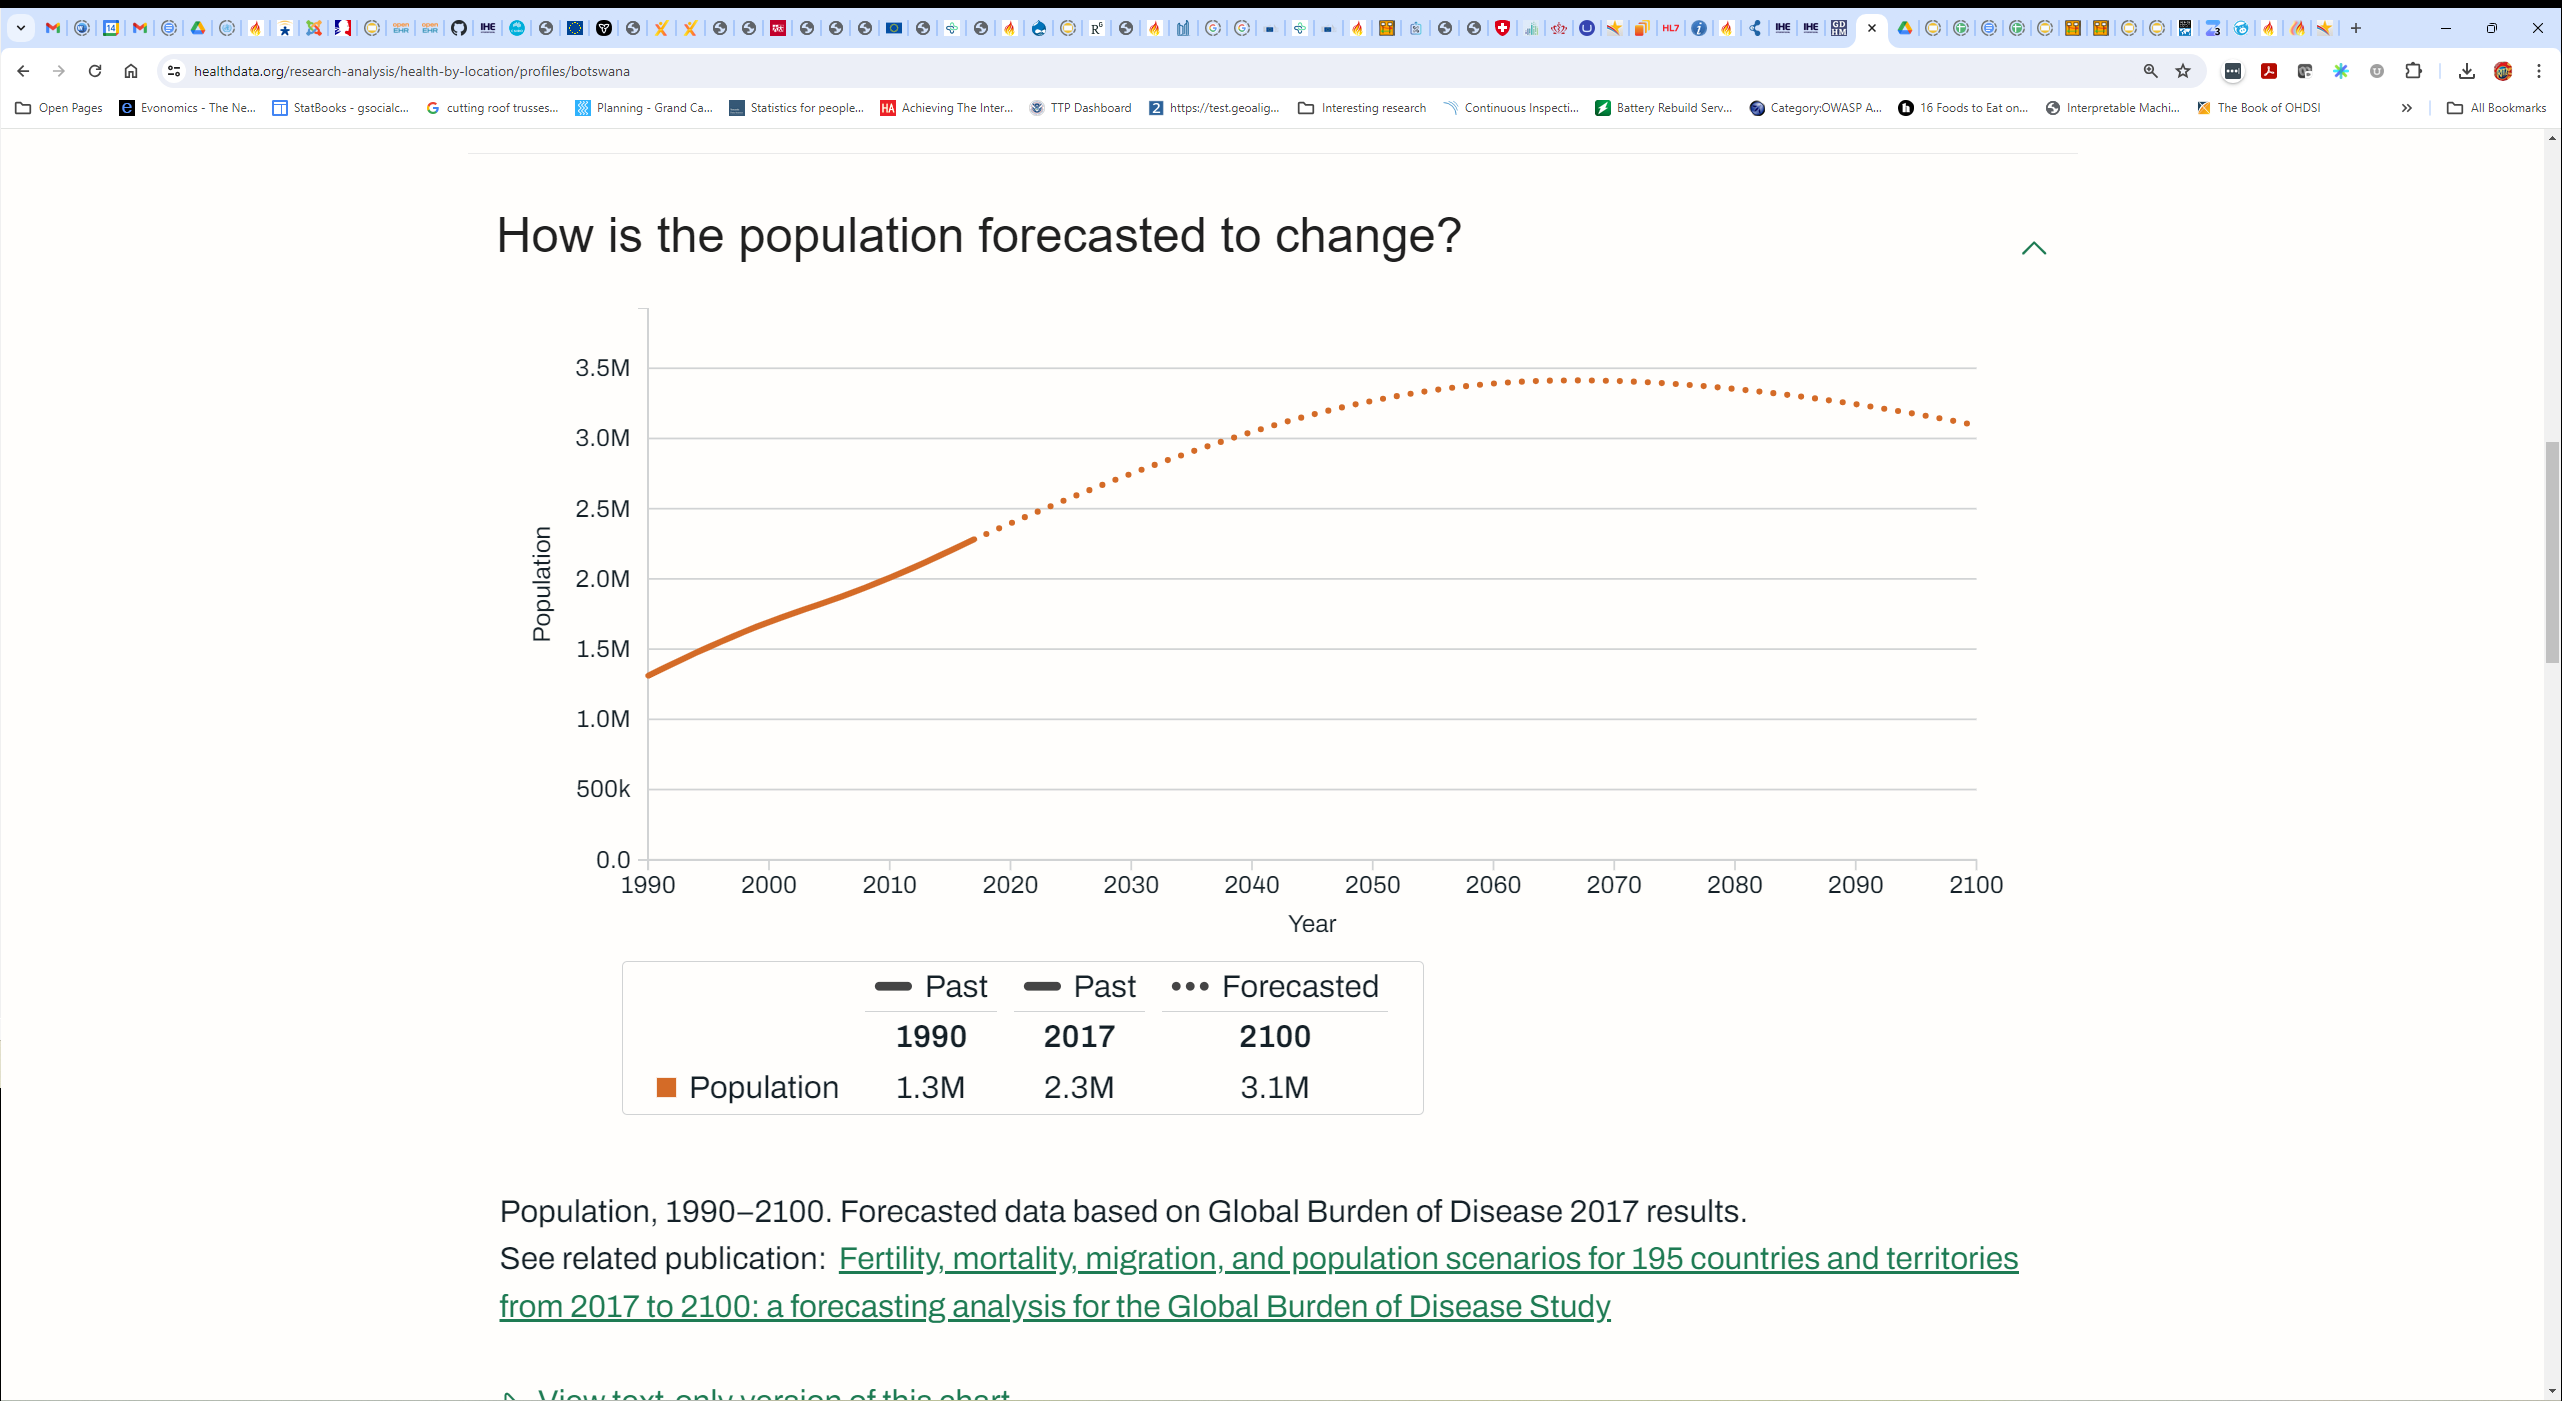 healthdata.org/research-analysis/health-by-location/profiles/botswana
Open Pages
Evonomics - The Ne...
StatBooks - gsocialc...
cutting roof trusses...
Planning - Grand Ca...
Statistics for people...
HA Achieving The Inter...
TTP Dashboard
https://test.geoalig...
Interesting research
Continuous Inspecti...
Battery Rebuild Serv...
Category:OWASP A...
16 Foods to Eat on...
Interpretable Machi...
The Book of OHDSI
All Bookmarks
How is the population forecasted to change?
Population
3.5M
3.0M
2.5M
2.0M
1.5M
1.0M
500k
0.0
1990 2000 2010 2020 2030 2040 2050 2060 2070 2080 2090 2100
Year
Past Past Forecasted
1990 2017 2100
Population 1.3M 2.3M 3.1M
Population, 1990–2100. Forecasted data based on Global Burden of Disease 2017 results.
See related publication: Fertility, mortality, migration, and population scenarios for 195 countries and territories
from 2017 to 2100: a forecasting analysis for the Global Burden of Disease Study
View text-only version of this chart